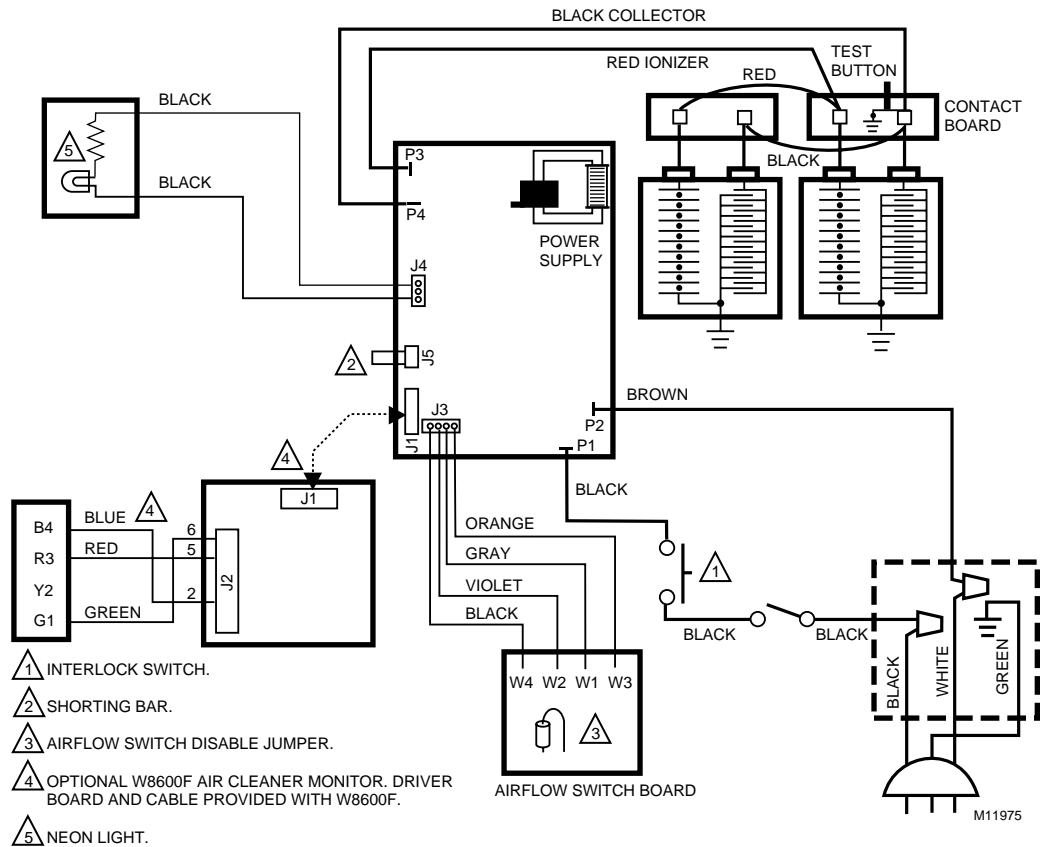 BLACK COLLECTOR
RED IONIZER
TEST
BUTTON
RED
CONTACT
BOARD
BLACK
BLACK
5
BLACK
P3
P4
POWER
SUPPLY
J4
2
J5
J1
J3
BROWN
P2
P1
4
BLACK
J1
B4
R3
Y2
G1
BLUE
4
RED
GREEN
6
5
2
J2
ORANGE
GRAY
VIOLET
BLACK
1
BLACK
BLACK
BLACK
WHITE
GREEN
W4 W2 W1 W3
3
AIRFLOW SWITCH BOARD
1 INTERLOCK SWITCH.
2 SHORTING BAR.
3 AIRFLOW SWITCH DISABLE JUMPER.
4 OPTIONAL W8600F AIR CLEANER MONITOR. DRIVER
BOARD AND CABLE PROVIDED WITH W8600F.
5 NEON LIGHT.
M11975